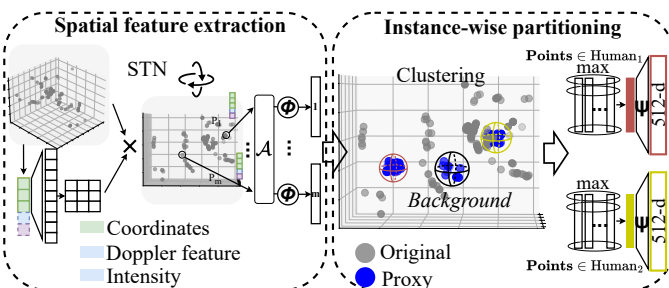 Spatial feature extraction
STN
P₁
Pₘ
𝒜
Φ
1
Φ
m
Coordinates
Doppler feature
Intensity
Instance-wise partitioning
Clustering
Background
Original
Proxy
Points ∈ Human₁
max
...
Ψ
512-d
max
...
Ψ
512-d
Points ∈ Human₂